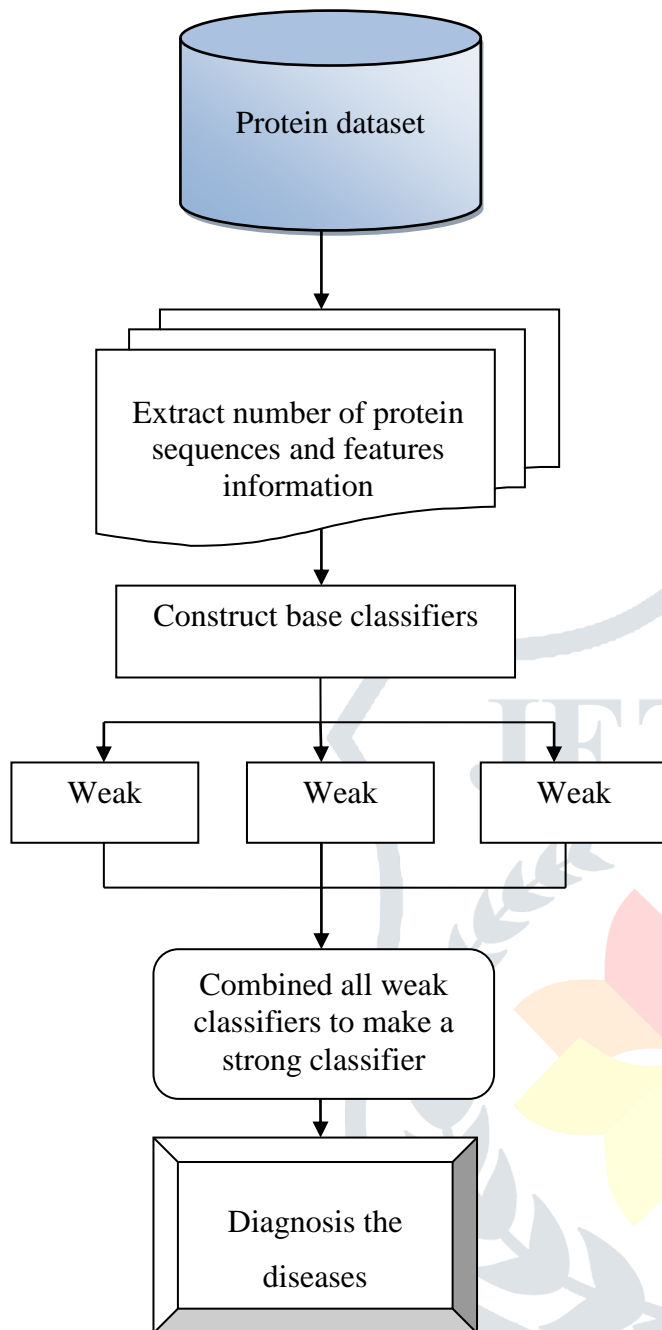 Protein dataset
Extract number of protein
sequences and features
information
Construct base classifiers
Weak
Weak
Weak
Combined all weak
classifiers to make a
strong classifier
Diagnosis the
diseases